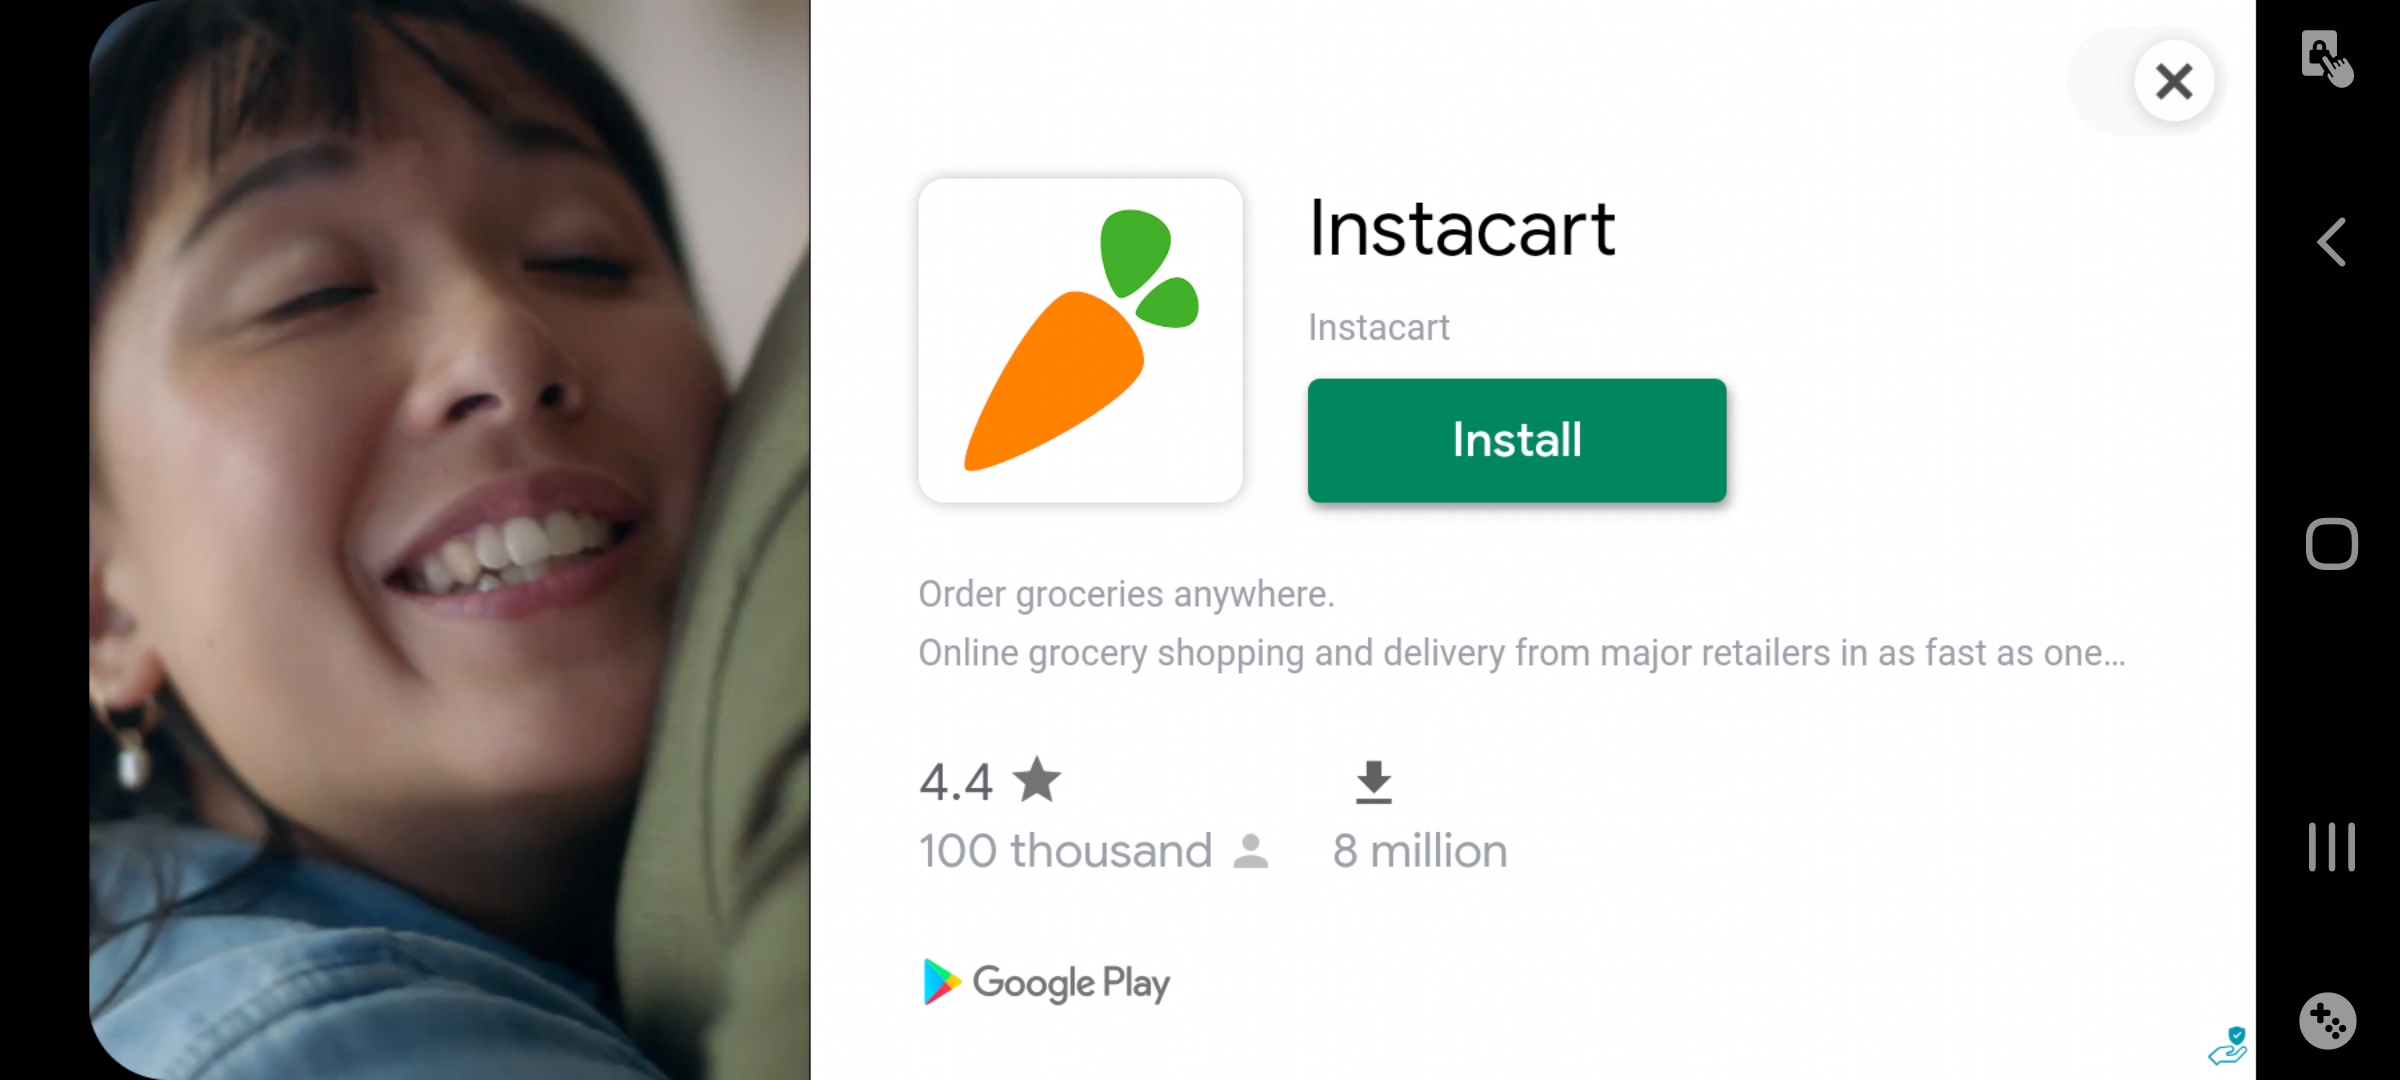 Instacart
Instacart
Install
Order groceries anywhere.
Online grocery shopping and delivery from major retailers in as fast as one...
4.4
100 thousand
8 million
Google Play